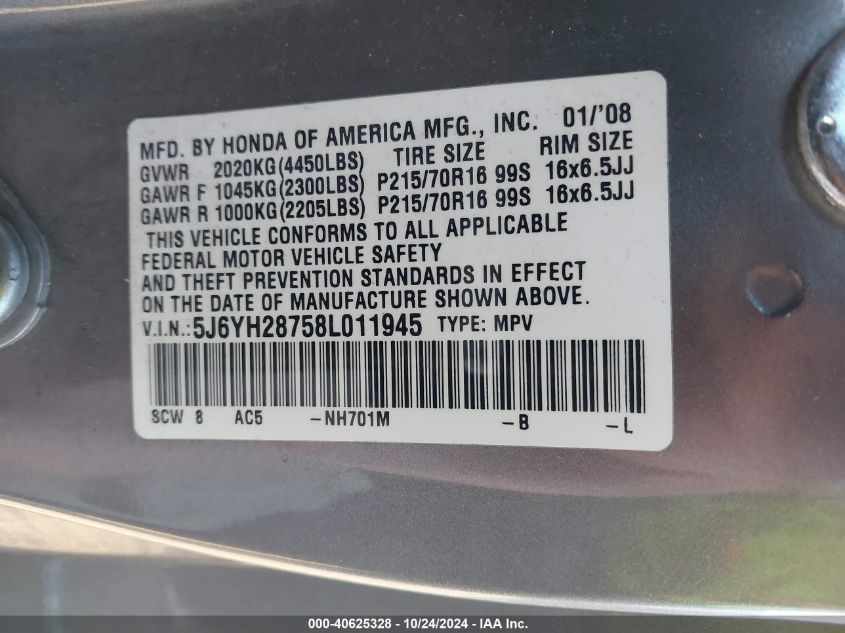 MFD. BY HONDA OF AMERICA MFG., INC. 01/'08
GVWR 2020KG(4450LBS) TIRE SIZE RIM SIZE
GAWR F 1045KG(2300LBS) P215/70R16 99S 16x6.5JJ
GAWR R 1000KG(2205LBS) P215/70R16 99S 16x6.5JJ
THIS VEHICLE CONFORMS TO ALL APPLICABLE
FEDERAL MOTOR VEHICLE SAFETY
AND THEFT PREVENTION STANDARDS IN EFFECT
ON THE DATE OF MANUFACTURE SHOWN ABOVE.
V.I.N.:5J6YH28758L011945 TYPE: MPV
SCW 8 AC5 -NH701M -B -L
000-40625328 - 10/24/2024 - IAAI Inc.